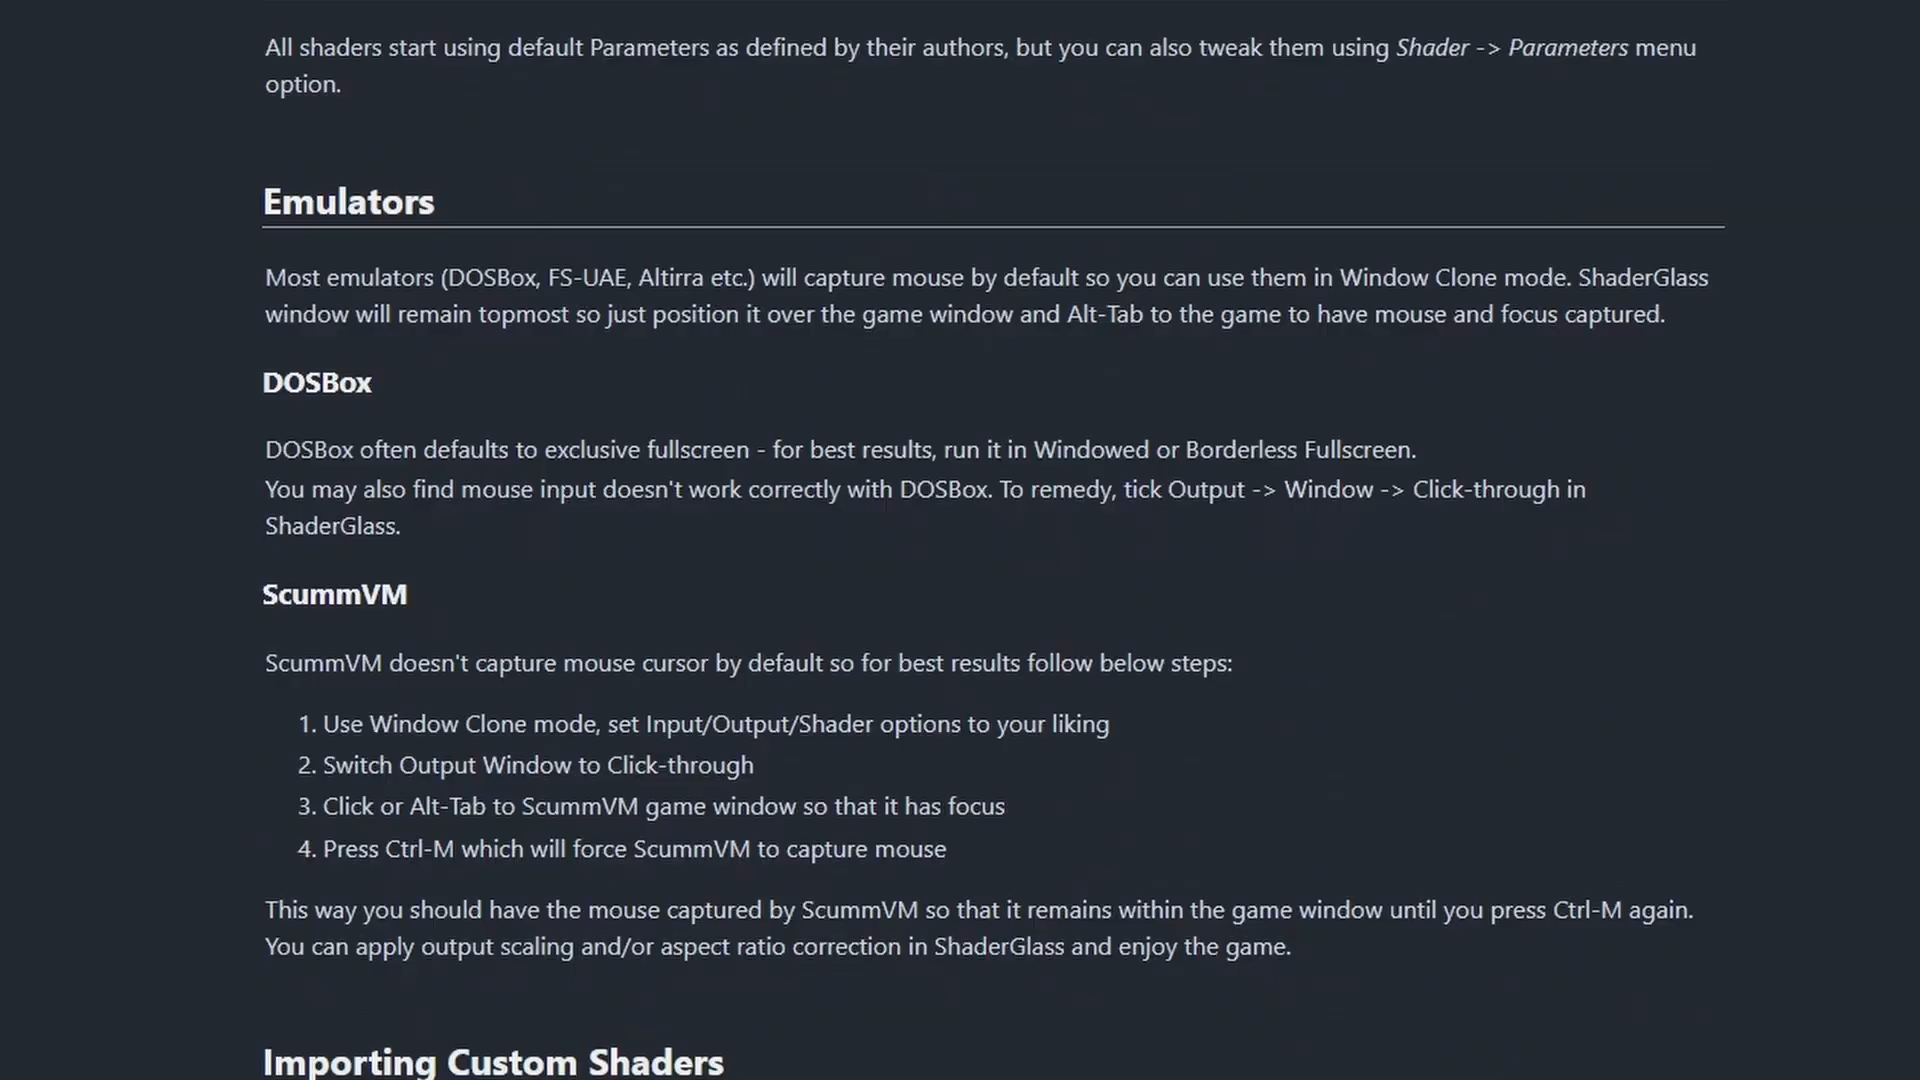 All shaders start using default Parameters as defined by their authors, but you can also tweak them using Shader -> Parameters menu
option.
Emulators
Most emulators (DOSBox, FS-UAE, Altirra etc.) will capture mouse by default so you can use them in Window Clone mode. ShaderGlass
window will remain topmost so just position it over the game window and Alt-Tab to the game to have mouse and focus captured.
DOSBox
DOSBox often defaults to exclusive fullscreen - for best results, run it in Windowed or Borderless Fullscreen.
You may also find mouse input doesn't work correctly with DOSBox. To remedy, tick Output -> Window -> Click-through in
ShaderGlass.
ScummVM
ScummVM doesn't capture mouse cursor by default so for best results follow below steps:
1. Use Window Clone mode, set Input/Output/Shader options to your liking
2. Switch Output Window to Click-through
3. Click or Alt-Tab to ScummVM game window so that it has focus
4. Press Ctrl-M which will force ScummVM to capture mouse
This way you should have the mouse captured by ScummVM so that it remains within the game window until you press Ctrl-M again.
You can apply output scaling and/or aspect ratio correction in ShaderGlass and enjoy the game.
Importing Custom Shaders